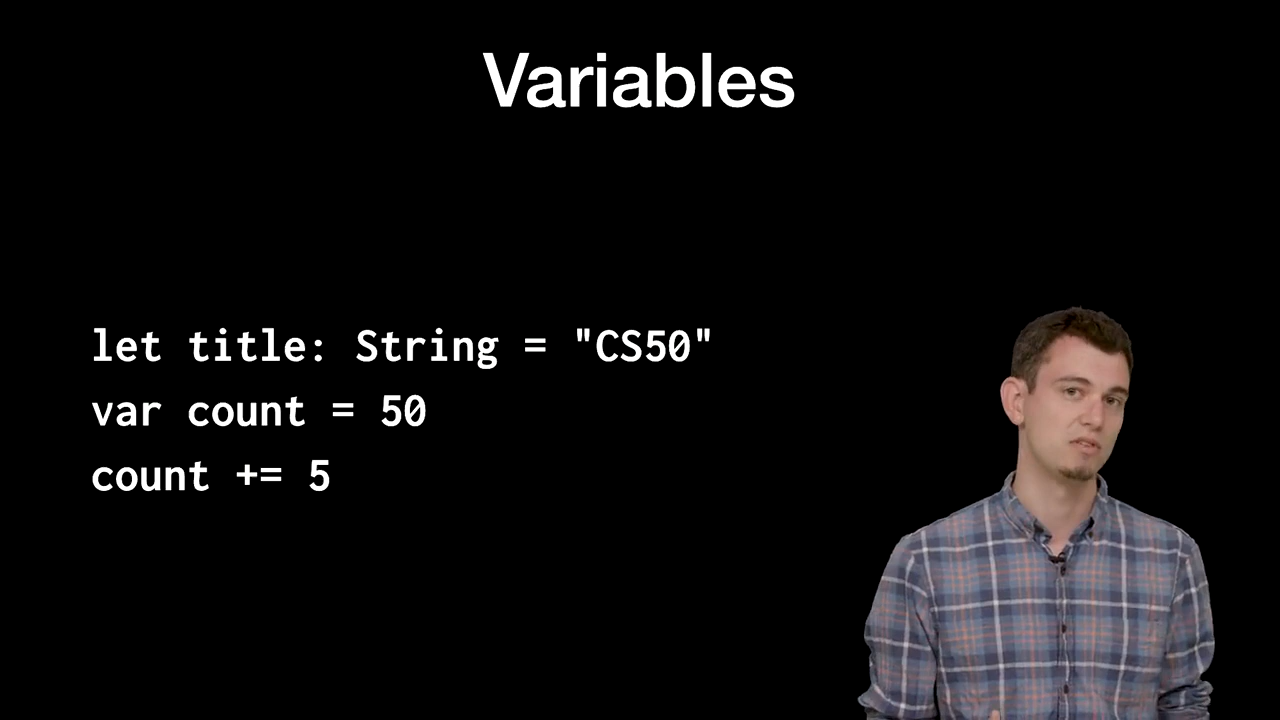 Variables
let title: String = "CS50"
var count = 50
count += 5